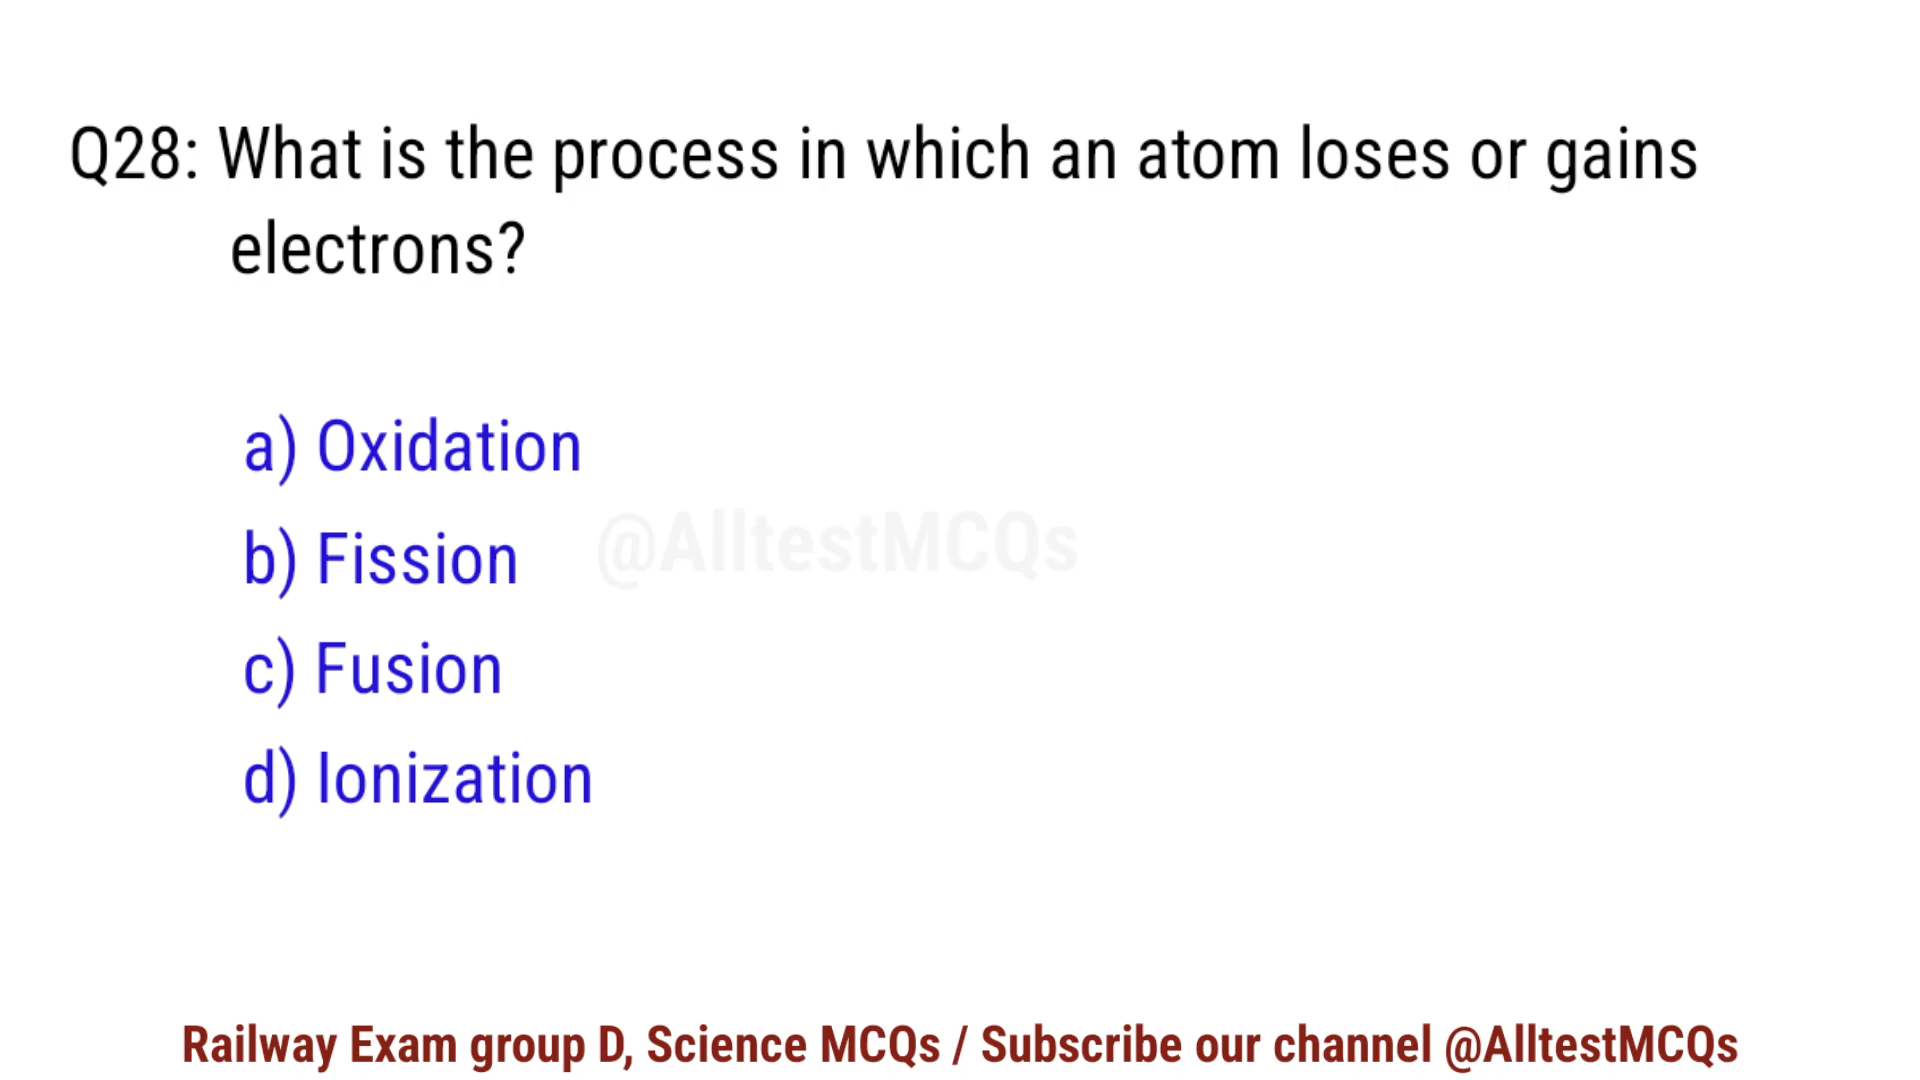 Q28: What is the process in which an atom loses or gains
electrons?
a) Oxidation
@AlltestMCQs
b) Fission
c) Fusion
d) Ionization
Railway Exam group D, Science MCQs / Subscribe our channel @AlltestMCQs